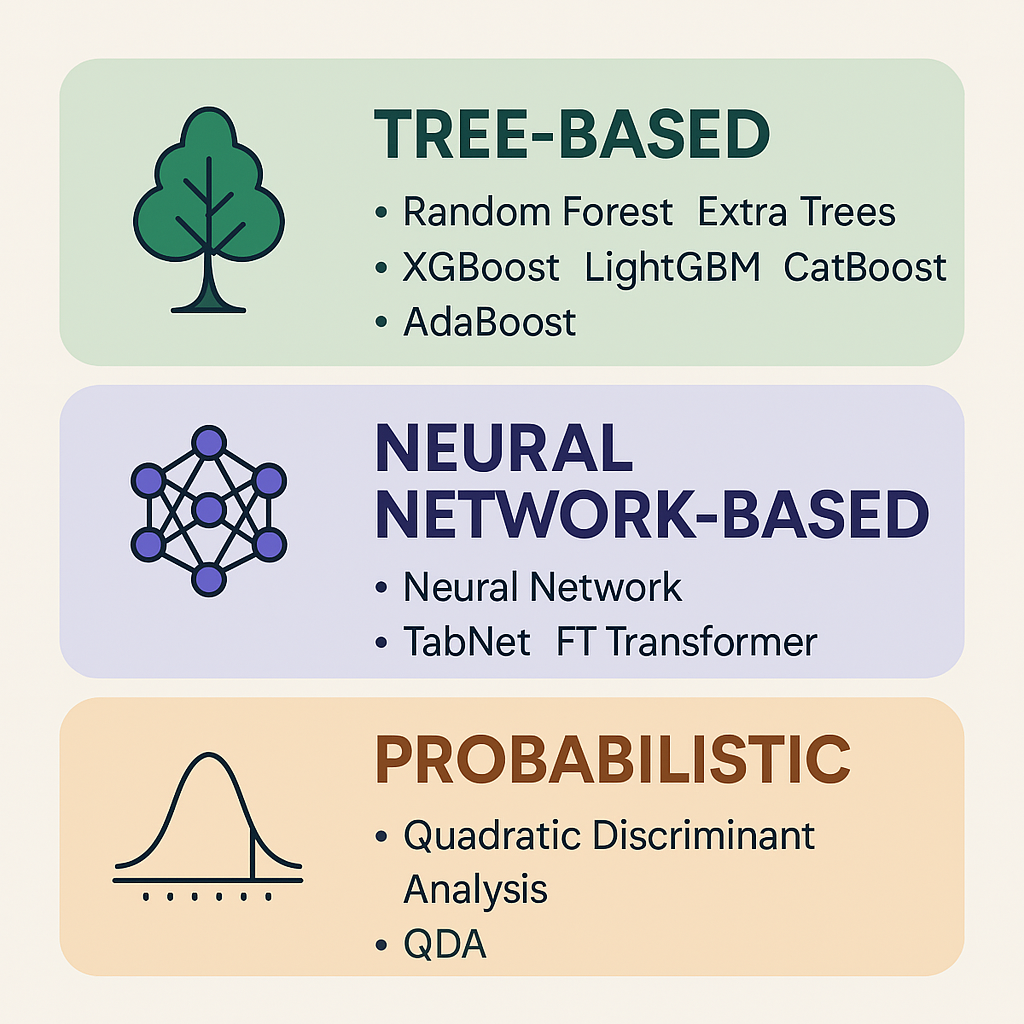 TREE-BASED
• Random Forest Extra Trees
• XGBoost LightGBM CatBoost
• AdaBoost
NEURAL
NETWORK-BASED
• Neural Network
• TabNet FT Transformer
PROBABILISTIC
• Quadratic Discriminant
Analysis
• QDA